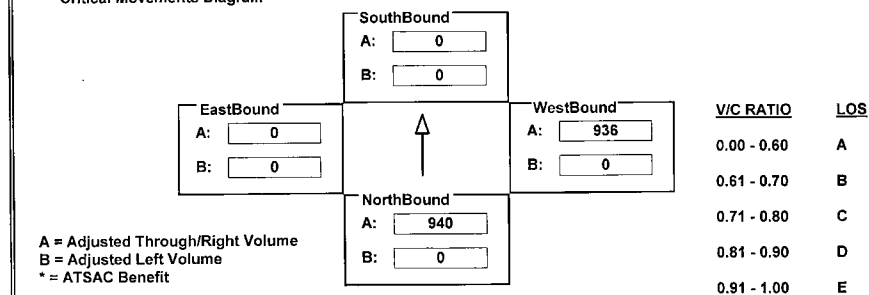 Critical Movements Diagram
SouthBound
A: 0
B: 0
EastBound
A: 0
B: 0
WestBound
A: 936
B: 0
NorthBound
A: 940
B: 0
A = Adjusted Through/Right Volume
B = Adjusted Left Volume
* = ATSAC Benefit
V/C RATIO LOS
0.00 - 0.60 A
0.61 - 0.70 B
0.71 - 0.80 C
0.81 - 0.90 D
0.91 - 1.00 E